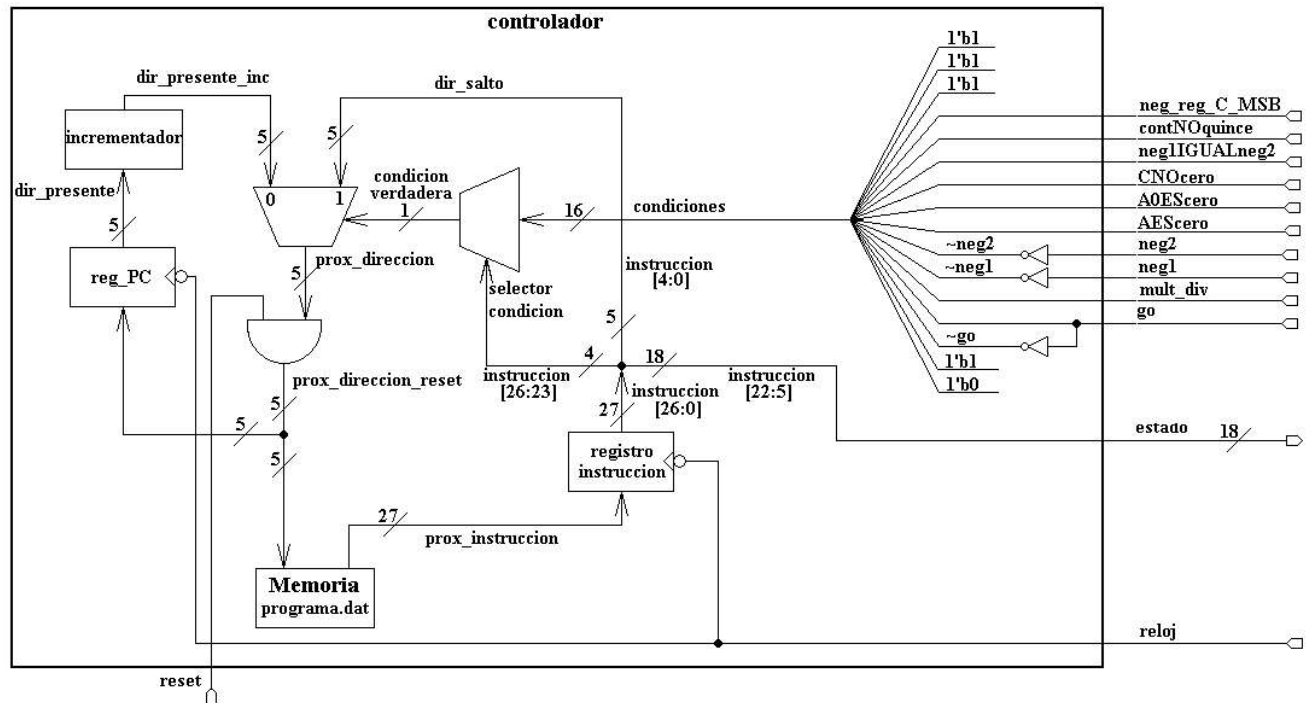 controlador
1'b1
1'b1
1'b1
dir_presente_inc
dir_salto
neg_reg_C_MSB
contNOquince
neg1IGUALneg2
CNOcero
A0EScero
AEScero
neg2
neg1
mult_div
go
incrementador
5
5
dir_presente
condicion
verdadera
1
0
1
16
condiciones
~neg2
~neg1
~go
1'b1
1'b0
5
reg_PC
prox_direccion
5
selector
condicion
instruccion
[4:0]
5
4
18
instruccion
[26:23]
instruccion
[26:0]
instruccion
[22:5]
27
prox_direccion_reset
5
5
5
registro
instruccion
estado
18
27
prox_instruccion
Memoria
programa.dat
reloj
reset